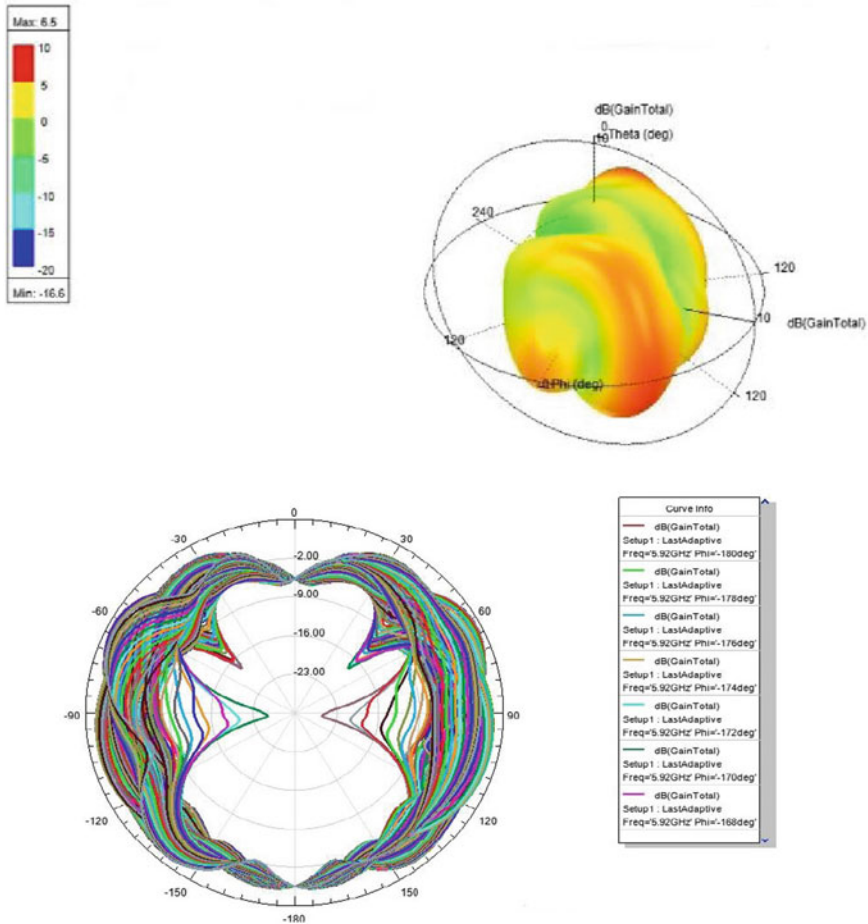 Max: 6.5
10
5
0
-5
-10
-15
-20
Min: -16.6
dB(GainTotal)
0
10
Theta (deg)
240
120
-10
dB(GainTotal)
120
120
Phi (deg)
0
-30
30
-2.00
-9.00
-60
60
-16.00
-23.00
-90
90
-120
120
-150
150
-180
Curve Info
dB(GainTotal)
Setup1 : LastAdaptive
Freq='5.92GHz' Phi='-180deg'
dB(GainTotal)
Setup1 : LastAdaptive
Freq='5.92GHz' Phi='-178deg'
dB(GainTotal)
Setup1 : LastAdaptive
Freq='5.92GHz' Phi='-176deg'
dB(GainTotal)
Setup1 : LastAdaptive
Freq='5.92GHz' Phi='-174deg'
dB(GainTotal)
Setup1 : LastAdaptive
Freq='5.92GHz' Phi='-172deg'
dB(GainTotal)
Setup1 : LastAdaptive
Freq='5.92GHz' Phi='-170deg'
dB(GainTotal)
Setup1 : LastAdaptive
Freq='5.92GHz' Phi='-168deg'